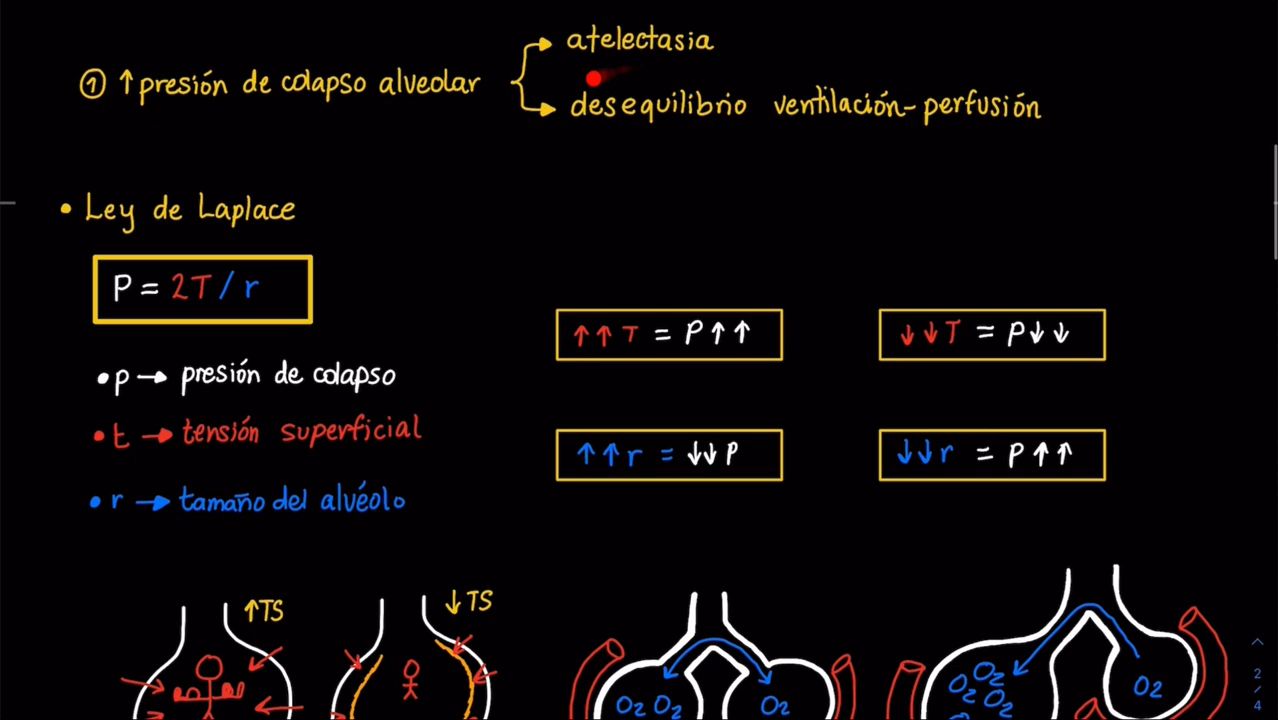 ① ↑ presión de colapso alveolar
atelectasia
desequilibrio ventilación-perfusión
• Ley de Laplace
P = 2T / r
• p → presión de colapso
• t → tensión superficial
• r → tamaño del alvéolo
↑↑T = P↑↑
↓↓T = P↓↓
↑↑r = ↓↓P
↓↓r = P↑↑
↑TS
↓TS
O2 O2
O2
O2
O2
O2
O2
2
/
4